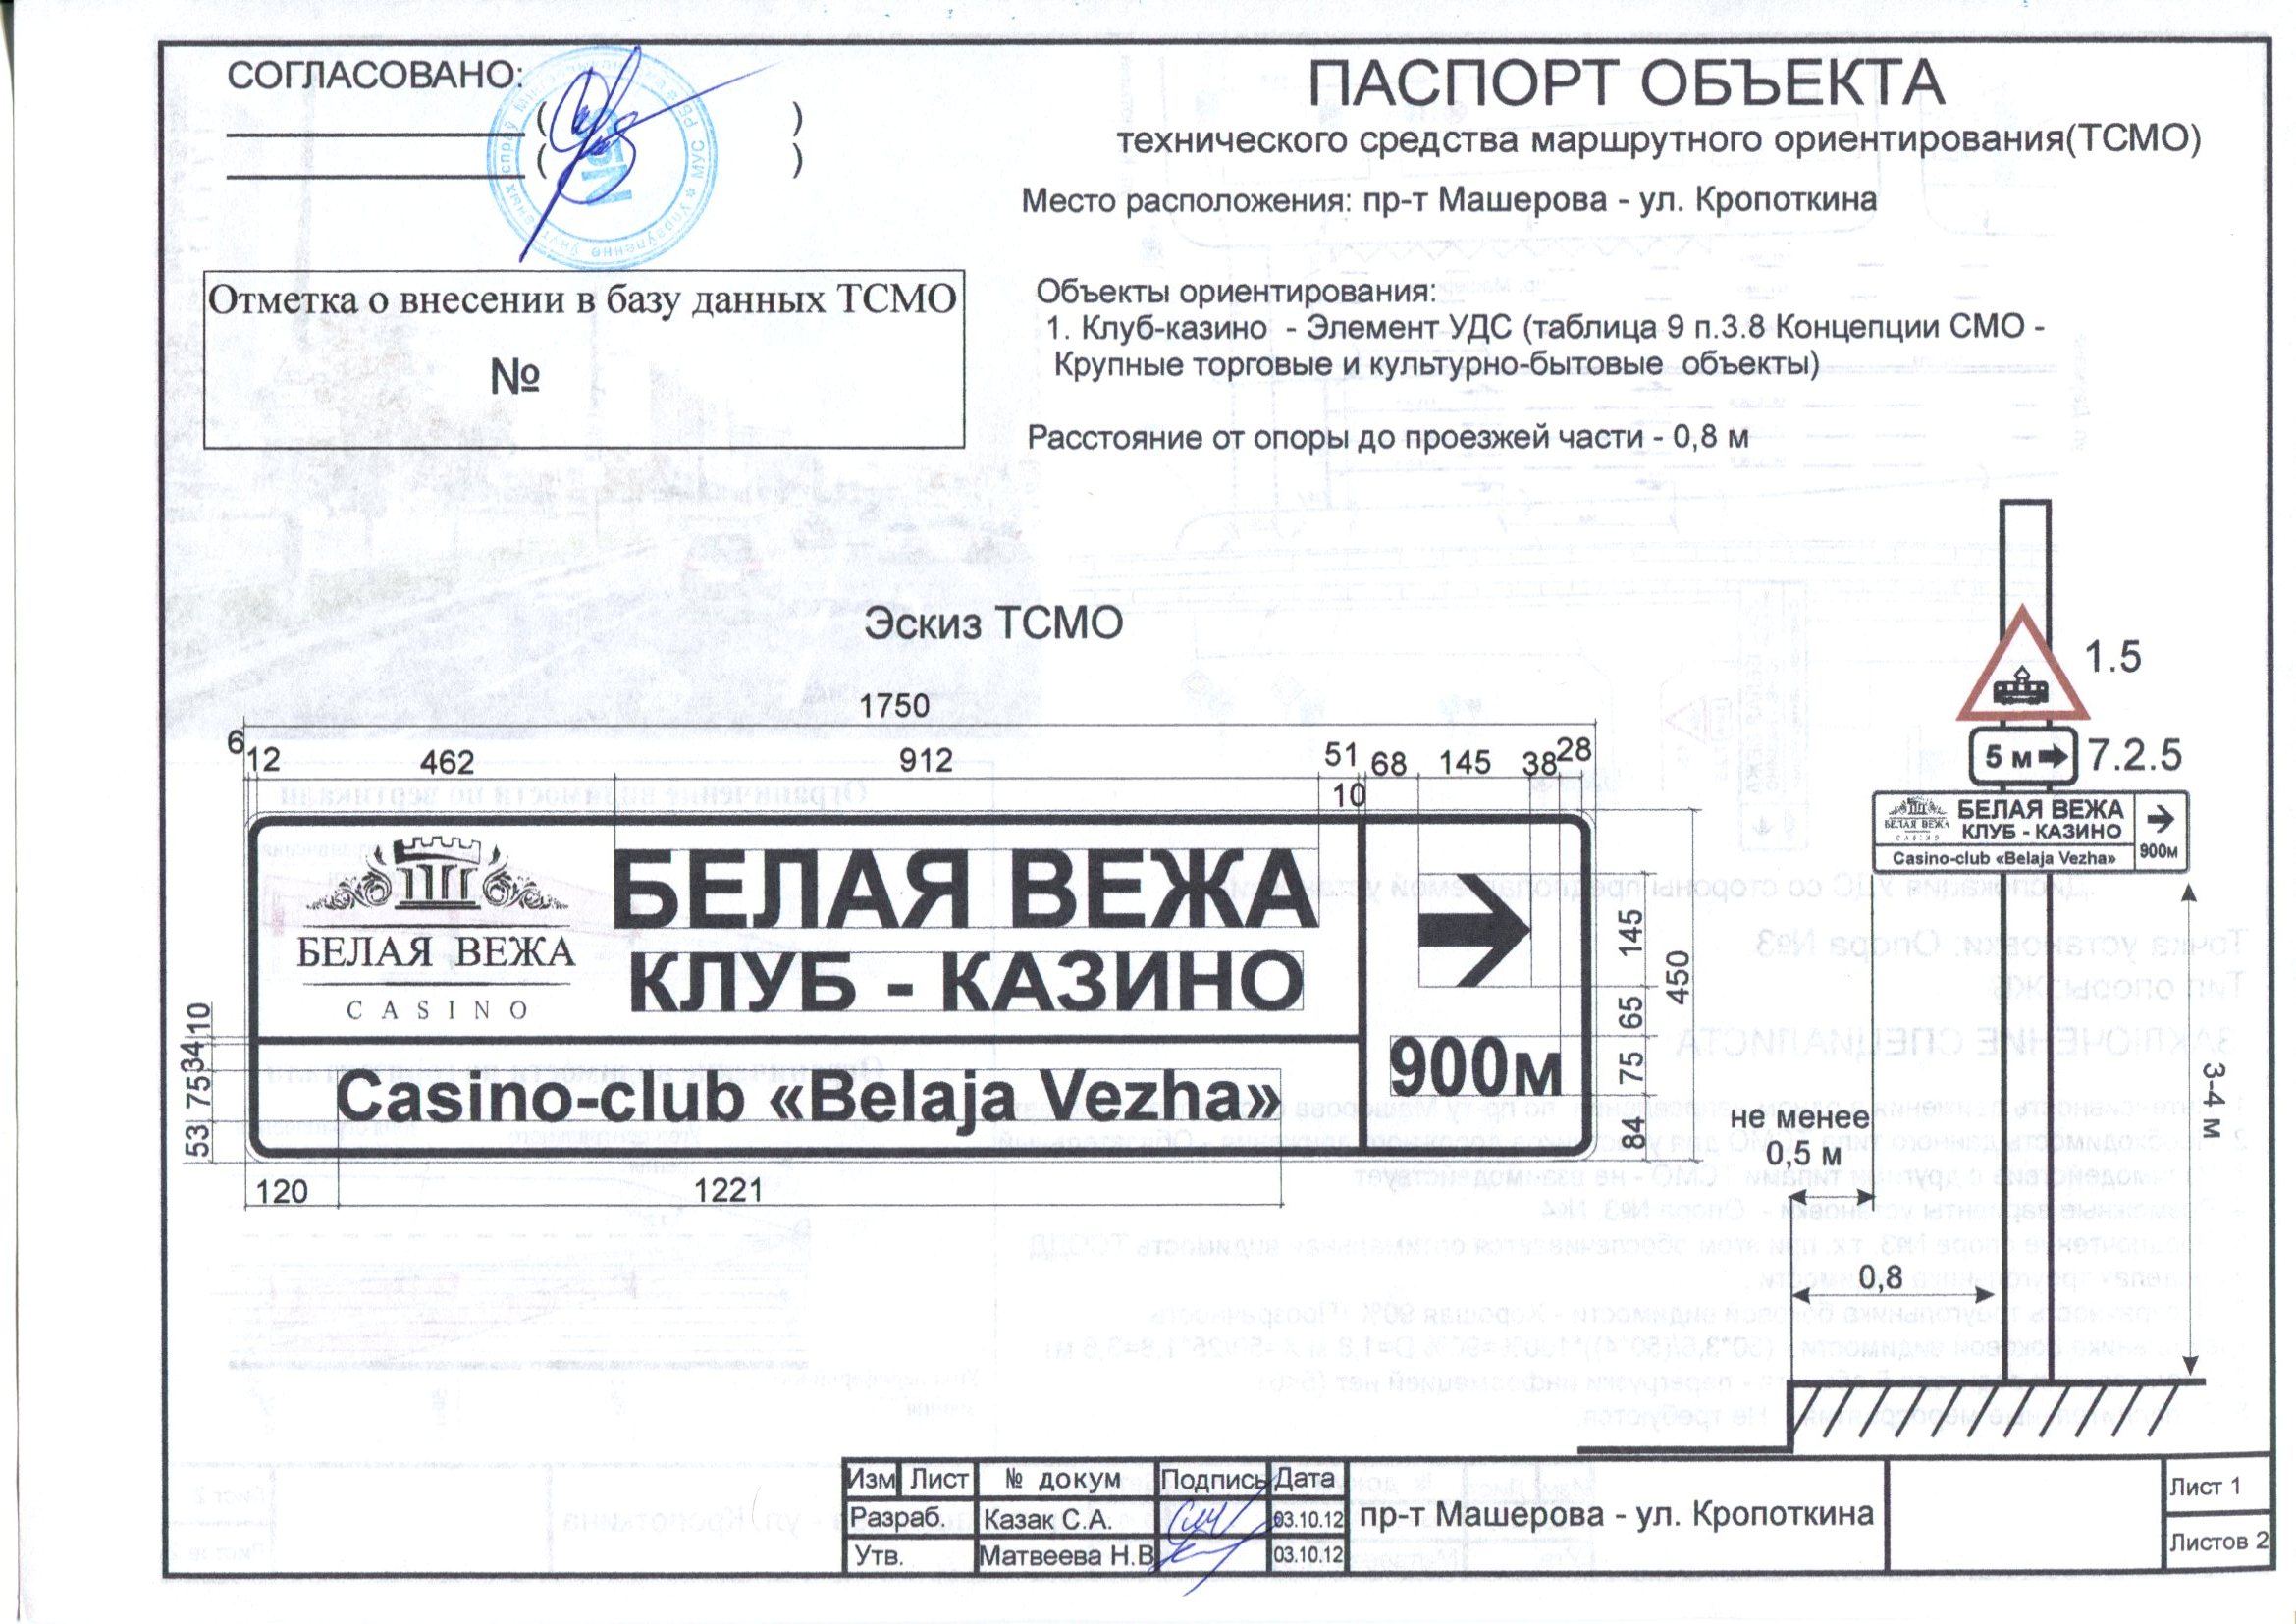 СОГЛАСОВАНО:
( )
( )
№2
МУС
Отметка о внесении в базу данных ТСМО
№
ПАСПОРТ ОБЪЕКТА
технического средства маршрутного ориентирования(ТСМО)
Место расположения: пр-т Машерова - ул. Кропоткина
Объекты ориентирования:
1. Клуб-казино - Элемент УДС (таблица 9 п.3.8 Концепции СМО -
Крупные торговые и культурно-бытовые объекты)
Расстояние от опоры до проезжей части - 0,8 м
Эскиз ТСМО
1750
6 12 462 912 51 68 145 38 28
10
БЕЛАЯ ВЕЖА
CASINO
БЕЛАЯ ВЕЖА
КЛУБ - КАЗИНО
Casino-club «Belaja Vezha»
900м
10
34
75
53
120 1221
145
65
75
84
450
1.5
5 м
7.2.5
БЕЛАЯ ВЕЖА
CASINO
БЕЛАЯ ВЕЖА
КЛУБ - КАЗИНО
Casino-club «Belaja Vezha»
900м
не менее
0,5 м
0,8
3-4 м
Изм Лист № докум Подпись Дата
Разраб. Казак С.А. 03.10.12
Утв. Матвеева Н.В 03.10.12
пр-т Машерова - ул. Кропоткина
Лист 1
Листов 2